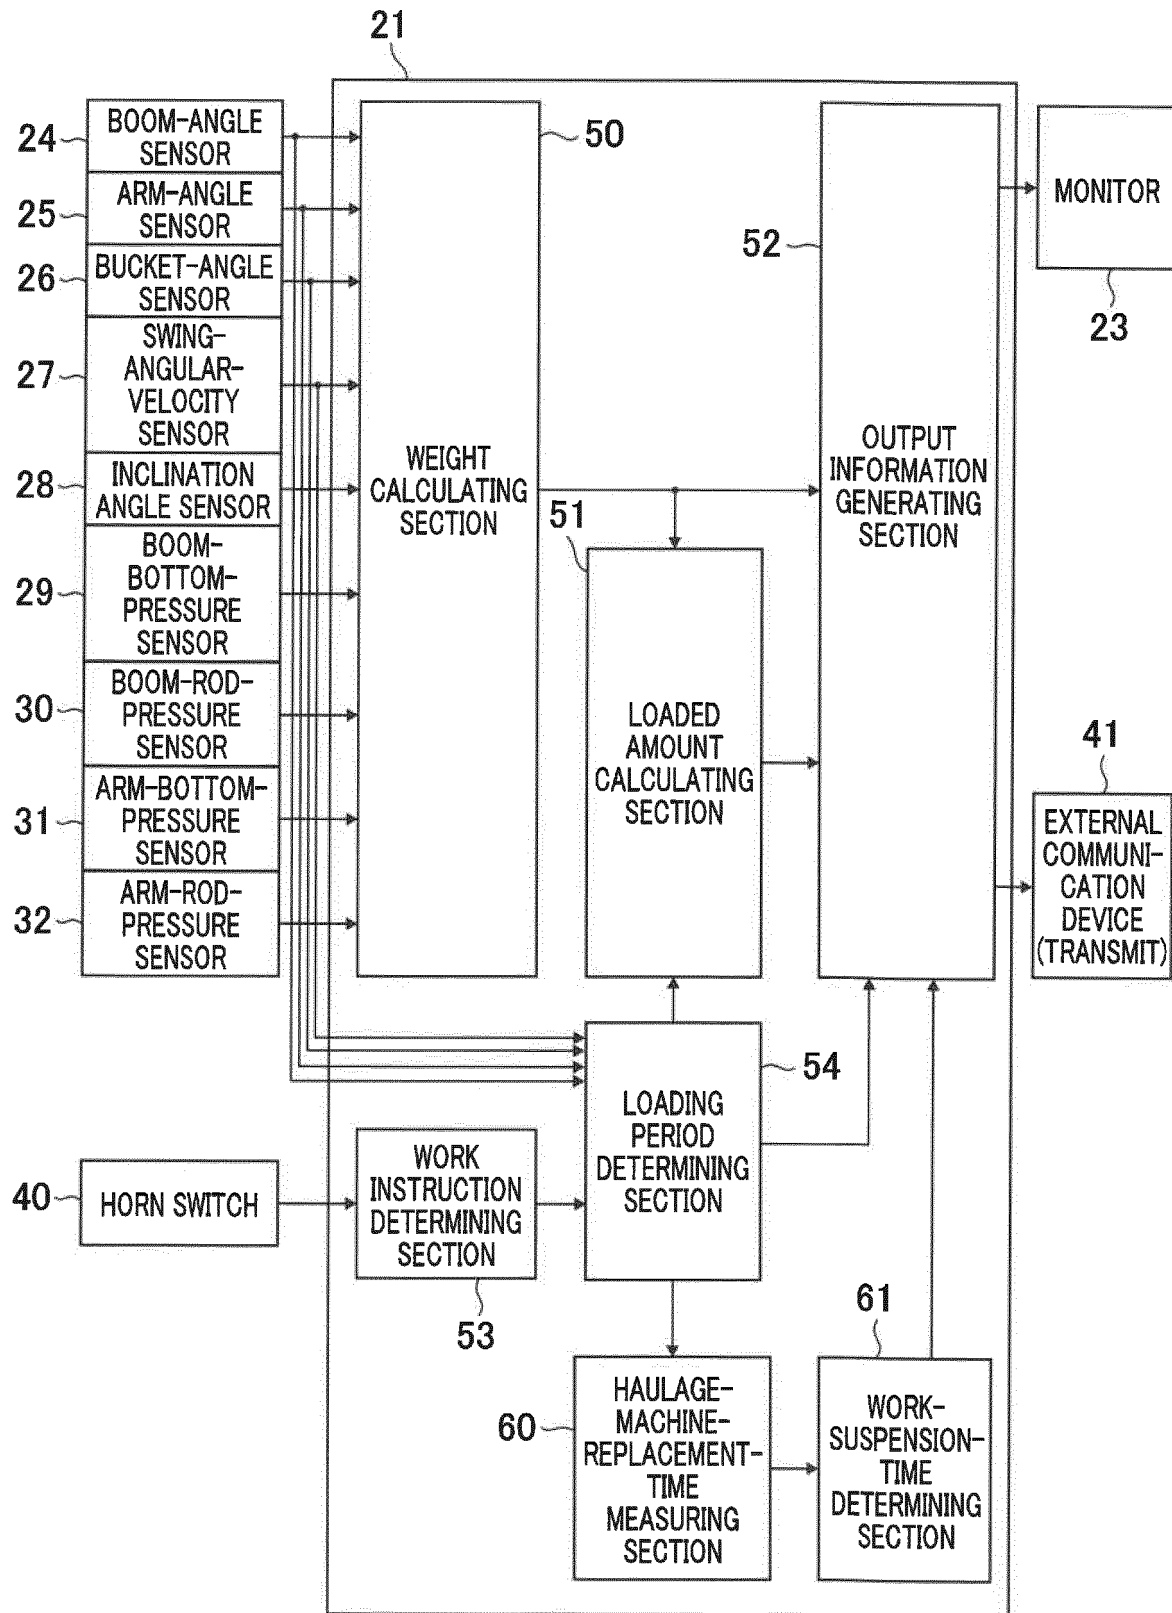 21
24
BOOM-ANGLE
SENSOR
25
ARM-ANGLE
SENSOR
26
BUCKET-ANGLE
SENSOR
27
SWING-
ANGULAR-
VELOCITY
SENSOR
28
INCLINATION
ANGLE SENSOR
29
BOOM-
BOTTOM-
PRESSURE
SENSOR
30
BOOM-ROD-
PRESSURE
SENSOR
31
ARM-BOTTOM-
PRESSURE
SENSOR
32
ARM-ROD-
PRESSURE
SENSOR
40
HORN SWITCH
50
WEIGHT
CALCULATING
SECTION
51
LOADED
AMOUNT
CALCULATING
SECTION
52
OUTPUT
INFORMATION
GENERATING
SECTION
MONITOR
23
41
EXTERNAL
COMMUNI-
CATION
DEVICE
(TRANSMIT)
54
LOADING
PERIOD
DETERMINING
SECTION
WORK
INSTRUCTION
DETERMINING
SECTION
53
60
HAULAGE-
MACHINE-
REPLACEMENT-
TIME
MEASURING
SECTION
61
WORK-
SUSPENSION-
TIME
DETERMINING
SECTION